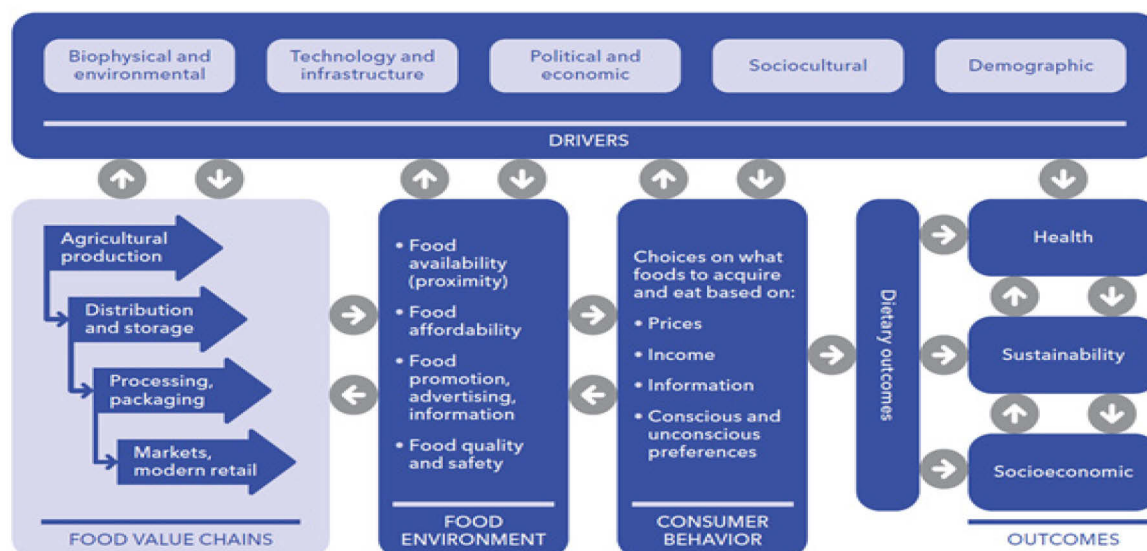 Biophysical and
environmental
Technology and
infrastructure
Political and
economic
Sociocultural
Demographic
DRIVERS
Agricultural
production
Distribution
and storage
Processing,
packaging
Markets,
modern retail
FOOD VALUE CHAINS
• Food
availability
(proximity)
• Food
affordability
• Food
promotion,
advertising,
information
• Food quality
and safety
FOOD
ENVIRONMENT
Choices on what
foods to acquire
and eat based on:
• Prices
• Income
• Information
• Conscious and
unconscious
preferences
CONSUMER
BEHAVIOR
Dietary outcomes
Health
Sustainability
Socioeconomic
OUTCOMES